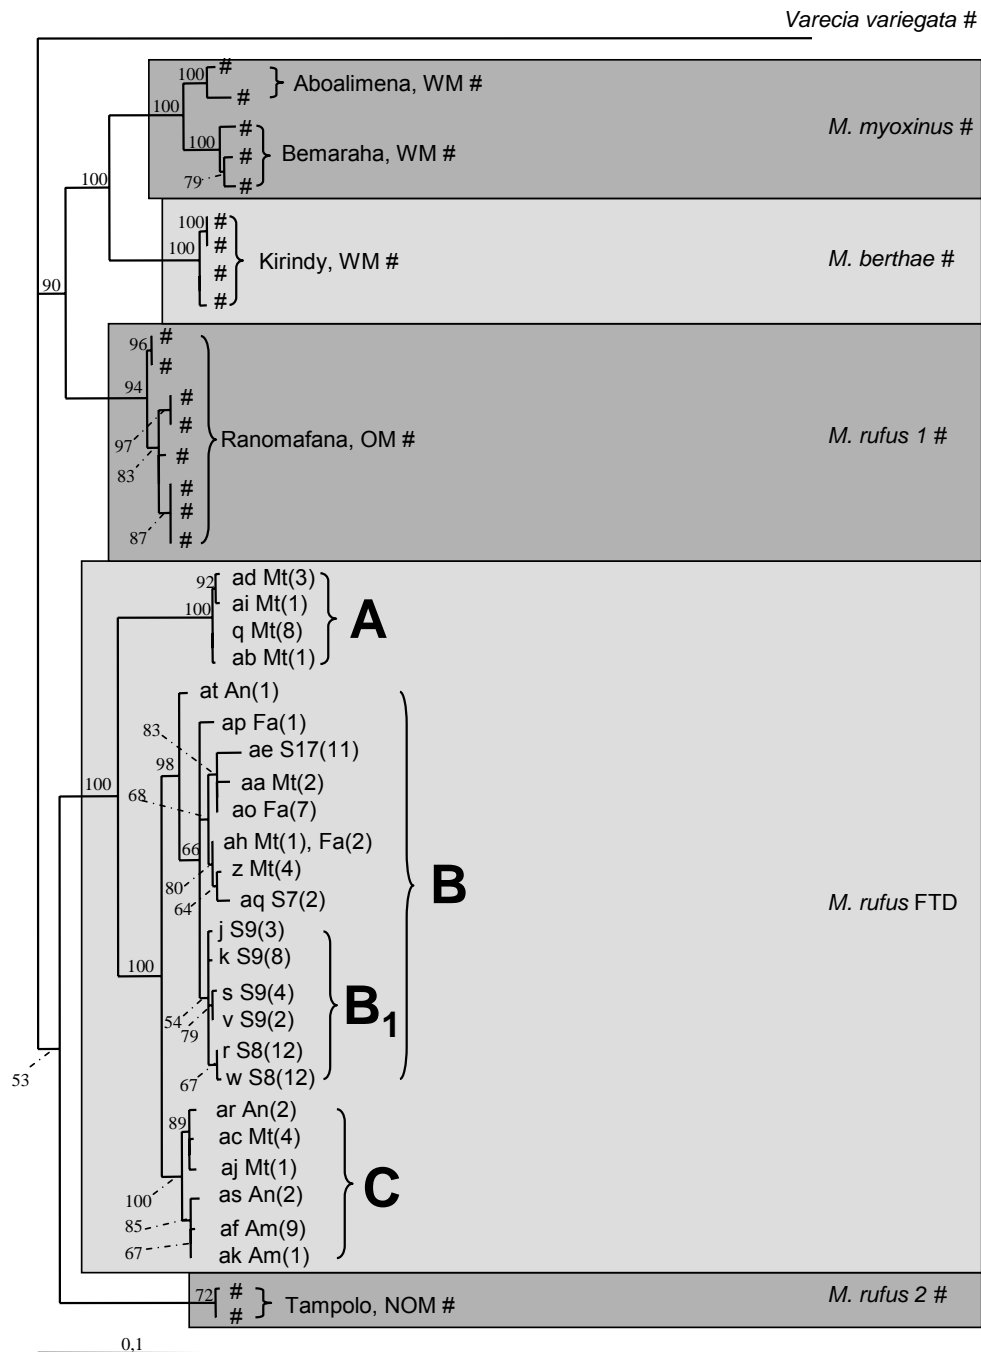 Varecia variegata #
100 #
Aboalimena, WM #
#
100
100 #
M. myoxinus #
# Bemaraha, WM #
79 #
100
100 #
#
100 Kirindy, WM # M. berthae #
#
#
90
96 #
#
94 #
#
97 Ranomafana, OM # M. rufus 1 #
#
83
#
#
87 #
92 ad Mt(3)
ai Mt(1)
100 A
q Mt(8)
ab Mt(1)
at An(1)
ap Fa(1)
83
ae S17(11)
98
100
aa Mt(2)
68
ao Fa(7)
ah Mt(1), Fa(2)
66
z Mt(4)
80 B
aq S7(2)
64 M. rufus FTD
j S9(3)
k S9(8)
100
s S9(4)
B1
54 v S9(2)
79
r S8(12)
53
67 w S8(12)
ar An(2)
89
ac Mt(4)
aj Mt(1)
C
100 as An(2)
85 af Am(9)
67 ak Am(1)
72 #
M. rufus 2 #
Tampolo, NOM #
#
0,1